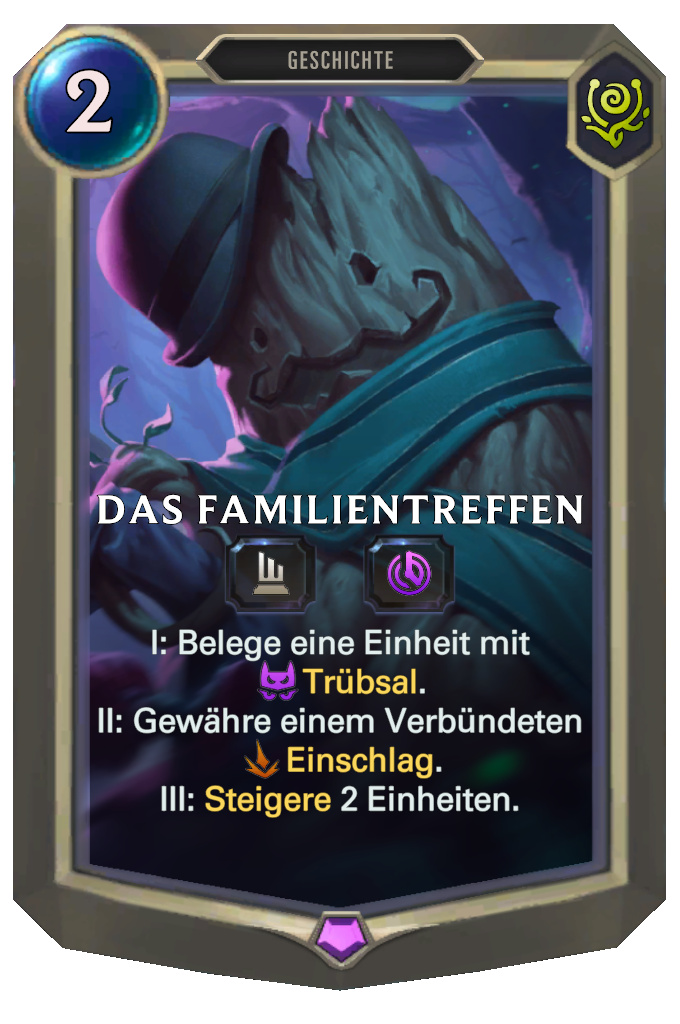 GESCHICHTE
2
DAS FAMILIENTREFFEN
I: Belege eine Einheit mit
Trübsal.
II: Gewähre einem Verbündeten
Einschlag.
III: Steigere 2 Einheiten.